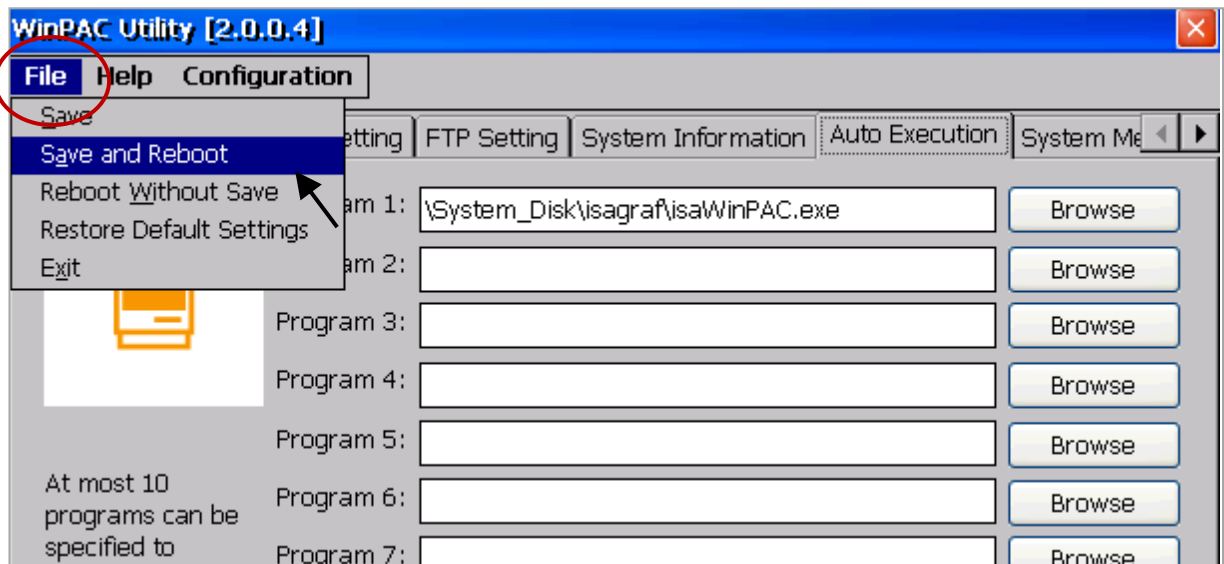 WinPAC Utility [2.0.0.4]
File Help Configuration
Save
Save and Reboot
Reboot Without Save
Restore Default Settings
Exit
etting FTP Setting System Information Auto Execution System Me
am 1: \System_Disk\isagraf\isaWinPAC.exe Browse
am 2: Browse
Program 3: Browse
Program 4: Browse
Program 5: Browse
Program 6: Browse
Program 7: Browse
At most 10
programs can be
specified to